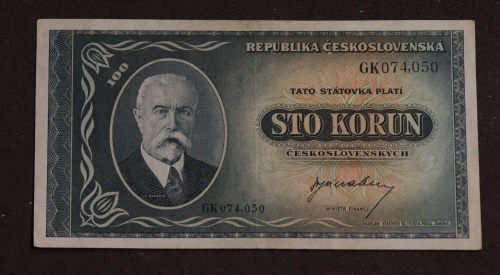 REPUBLIKA ČESKOSLOVENSKÁ
GK074,050
100
TATO STÁTOVKA PLATÍ
STO KORUN
ČESKOSLOVENSKÝCH
GK074,050
MINISTR FINANCÍ